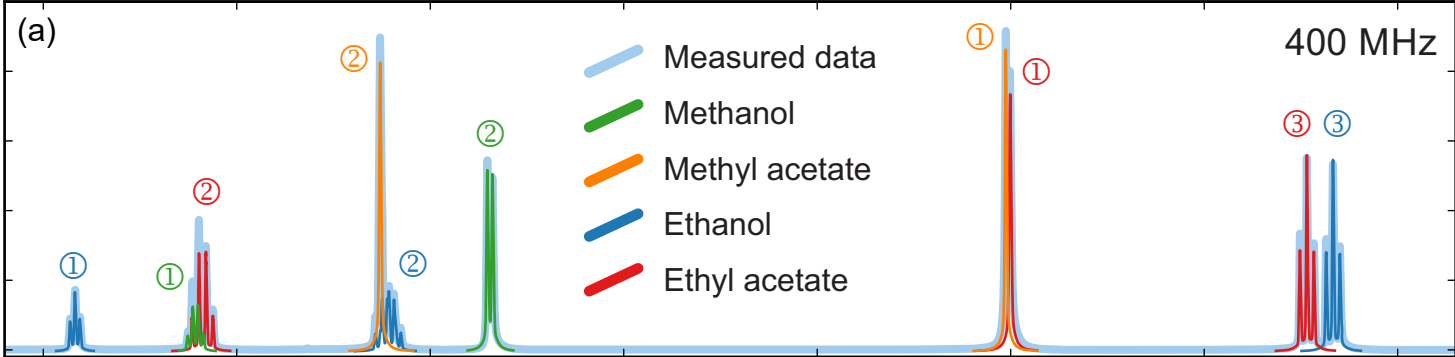 (a)
400 MHz
Measured data
Methanol
Methyl acetate
Ethanol
Ethyl acetate
①
①
②
②
②
②
①
①
③
③